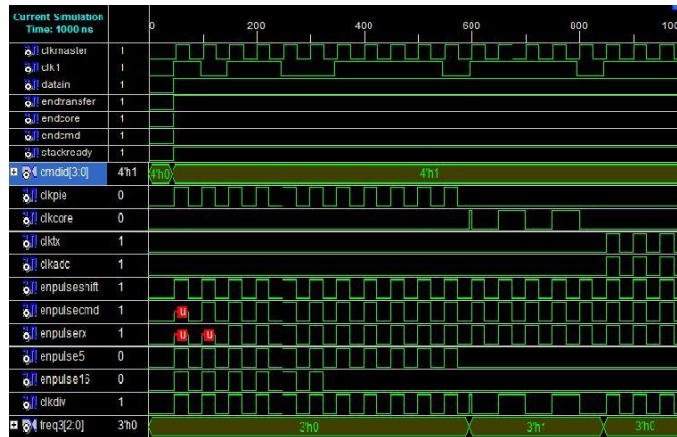 Current Simulation
Time: 1000 ns
0 200 400 600 800 100
clkmaster 1
clk1 1
datain 1
endtransfer 1
endcore 1
endcmd 1
stackready 1
cmdid[3:0] 4'h1 4'h0 4'h1
clkpie 0
clkcore 0
clktx 1
clkadc 1
enpulseshift 1
enpulsecmd 1 U
enpulserx 1 U U
enpulse5 0
enpulse16 0
clkdiv 1
freq3[2:0] 3'h0 3'h0 3'h1 3'h0